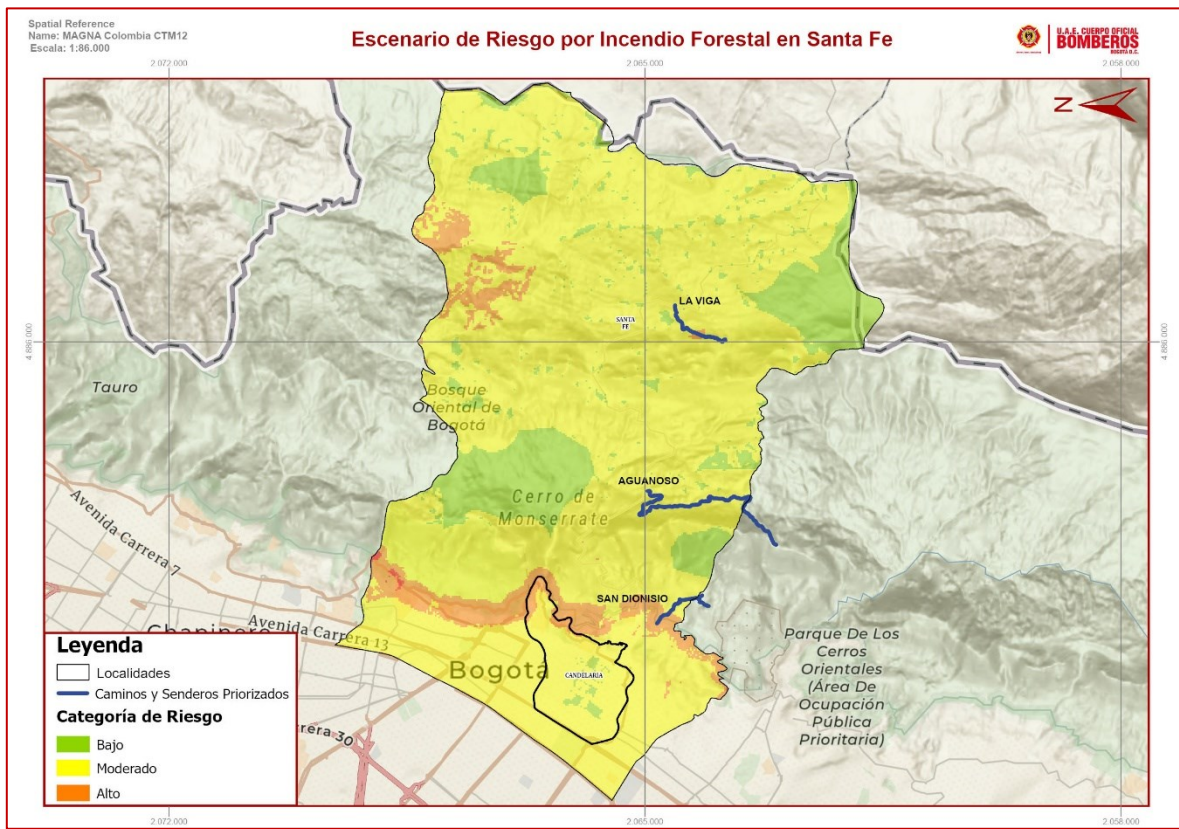 Spatial Reference
Name: MAGNA Colombia CTM12
Escala: 1:86.000
Escenario de Riesgo por Incendio Forestal en Santa Fe
U.A.E. CUERPO OFICIAL
BOMBEROS
BOGOTÁ D.C.
2.072.000
2.065.000
2.058.000
N
LA VIGA
SANTA
FE
4.886.000
4.886.000
Tauro
Bosque
Oriental de
Bogotá
AGUANOSO
Cerro de
Monserrate
Avenida Carrera 7
SAN DIONISIO
Avenida Carrera 13
Chapinero
Parque De Los
Cerros
Orientales
(Área De
Ocupación
Pública
Prioritaria)
Bogotá
CANDELARIA
Carrera 30
Leyenda
Localidades
Caminos y Senderos Priorizados
Categoría de Riesgo
Bajo
Moderado
Alto
2.072.000
2.065.000
2.058.000